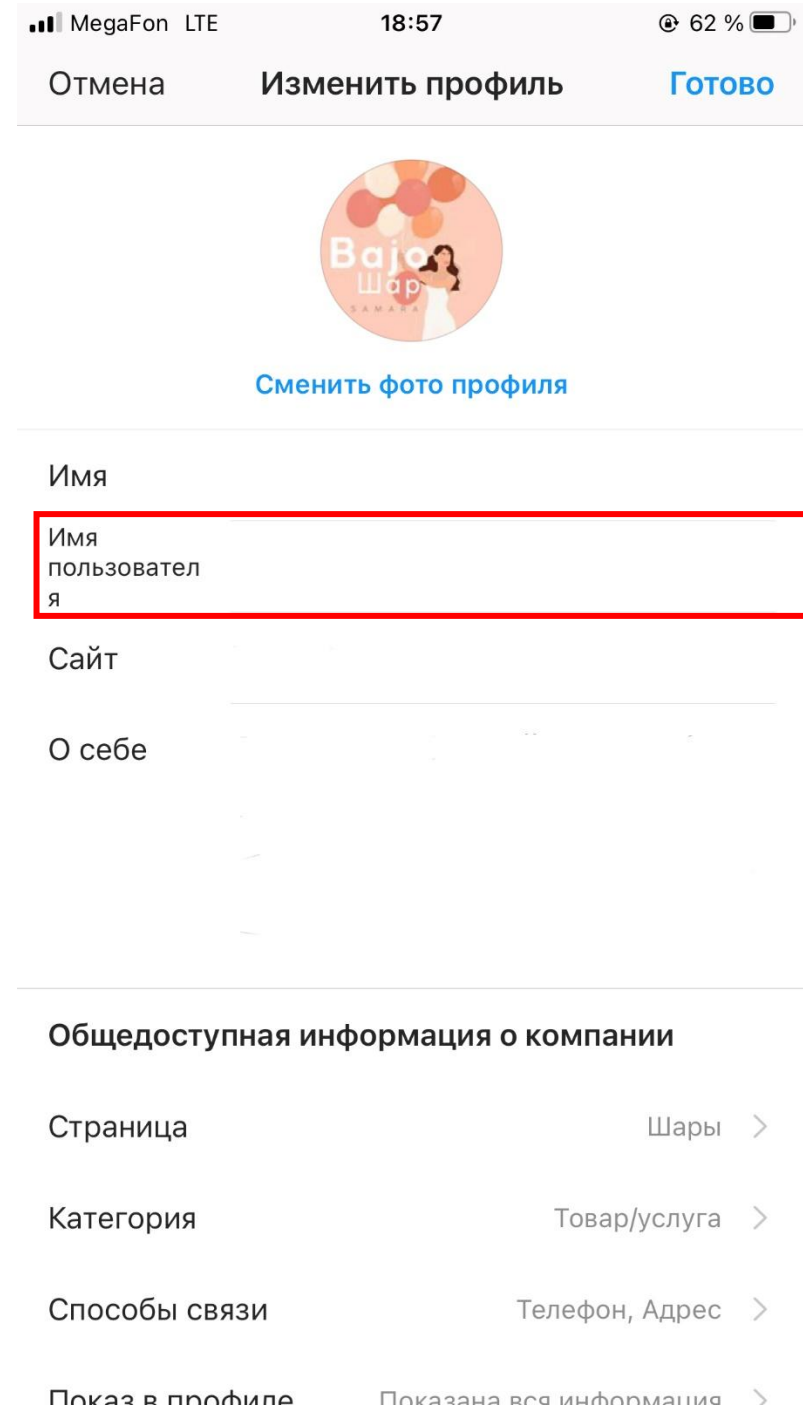 MegaFon LTE 18:57 62 %
Отмена Изменить профиль Готово
Bajo
Шар
SAMARA
Сменить фото профиля
Имя
Имя
пользовател
я
Сайт
О себе
Общедоступная информация о компании
Страница Шары
Категория Товар/услуга
Способы связи Телефон, Адрес
Показ в профиле Показана вся информация